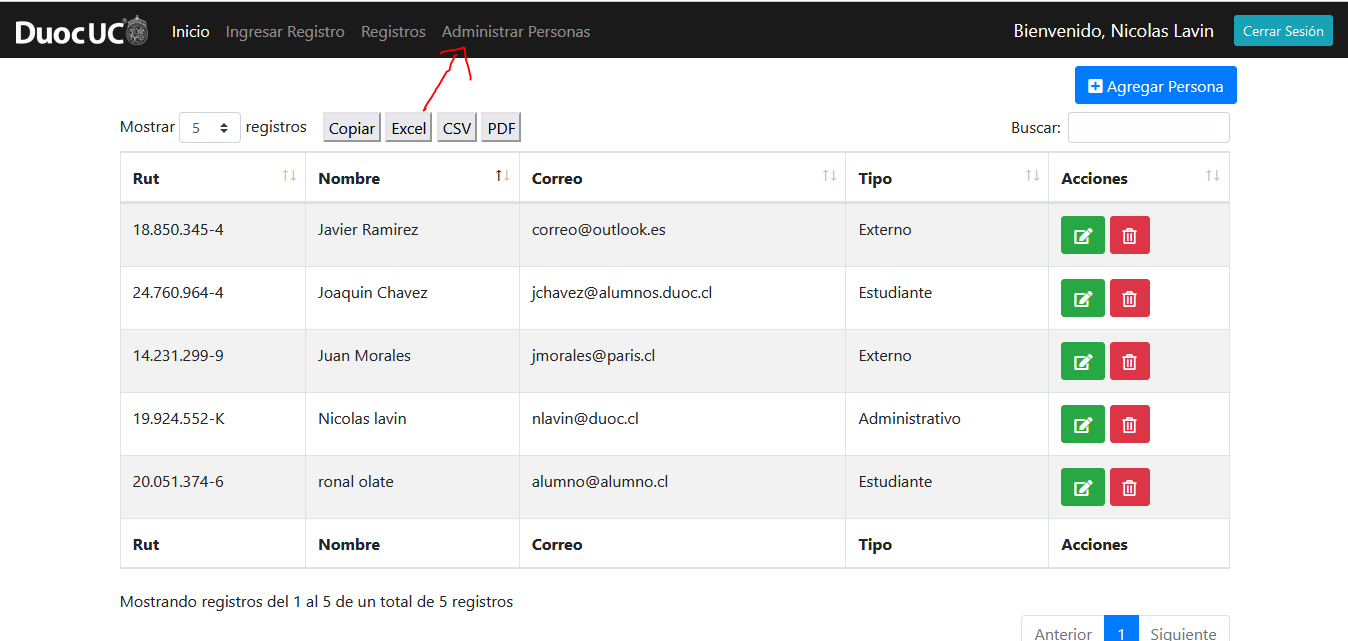 Duoc UC Inicio Ingresar Registro Registros Administrar Personas Bienvenido, Nicolas Lavin Cerrar Sesión
Agregar Persona
Mostrar 5 registros Copiar Excel CSV PDF Buscar:
Rut Nombre Correo Tipo Acciones
18.850.345-4 Javier Ramirez correo@outlook.es Externo
24.760.964-4 Joaquin Chavez jchavez@alumnos.duoc.cl Estudiante
14.231.299-9 Juan Morales jmorales@paris.cl Externo
19.924.552-K Nicolas lavin nlavin@duoc.cl Administrativo
20.051.374-6 ronal olate alumno@alumno.cl Estudiante
Rut Nombre Correo Tipo Acciones
Mostrando registros del 1 al 5 de un total de 5 registros
Anterior 1 Siguiente